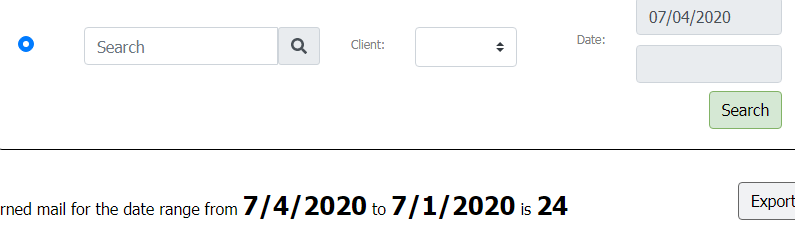 07/04/2020
Search
Client:
Date:
Search
rned mail for the date range from 7/4/2020 to 7/1/2020 is 24
Export